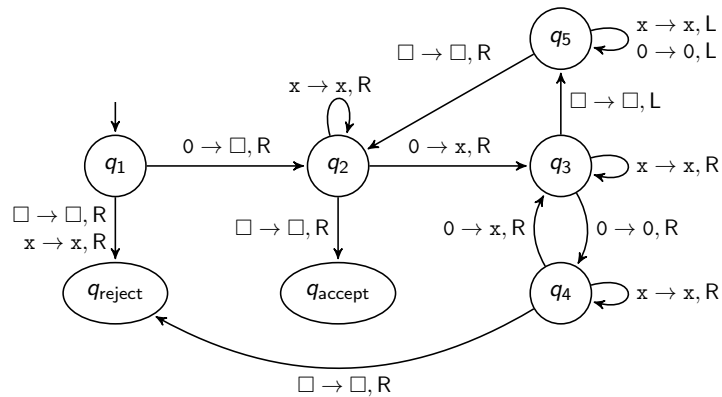 q5
x → x, L
0 → 0, L
□ → □, R
x → x, R
□ → □, L
q1
0 → □, R
q2
0 → x, R
q3
x → x, R
□ → □, R
x → x, R
□ → □, R
0 → x, R
0 → 0, R
qreject
qaccept
q4
x → x, R
□ → □, R